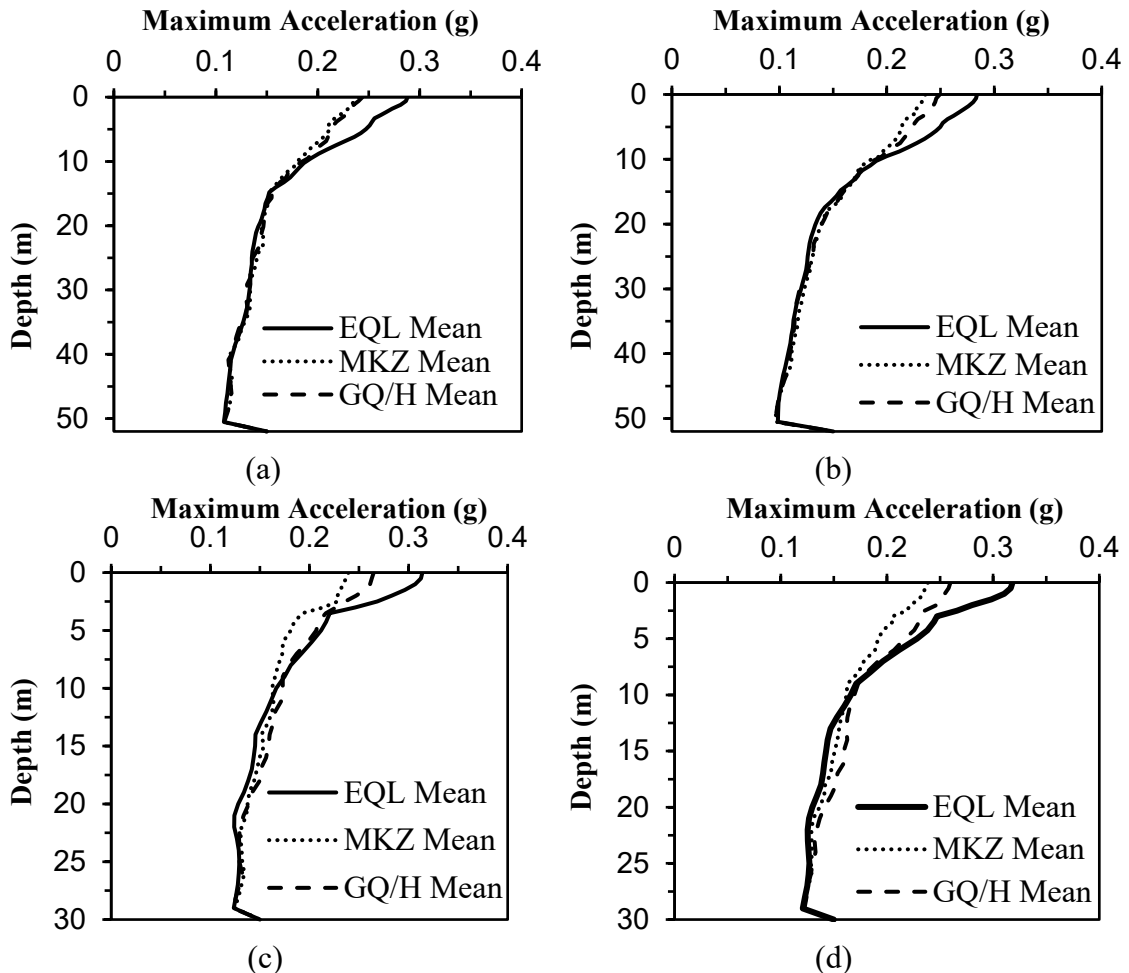 Maximum Acceleration (g)
0 0.1 0.2 0.3 0.4
0
10
20
30
40
50
Depth (m)
EQL Mean
MKZ Mean
GQ/H Mean
(a)
Maximum Acceleration (g)
0 0.1 0.2 0.3 0.4
0
10
20
30
40
50
Depth (m)
EQL Mean
MKZ Mean
GQ/H Mean
(b)
Maximum Acceleration (g)
0 0.1 0.2 0.3 0.4
0
5
10
15
20
25
30
Depth (m)
EQL Mean
MKZ Mean
GQ/H Mean
(c)
Maximum Acceleration (g)
0 0.1 0.2 0.3 0.4
0
5
10
15
20
25
30
Depth (m)
EQL Mean
MKZ Mean
GQ/H Mean
(d)